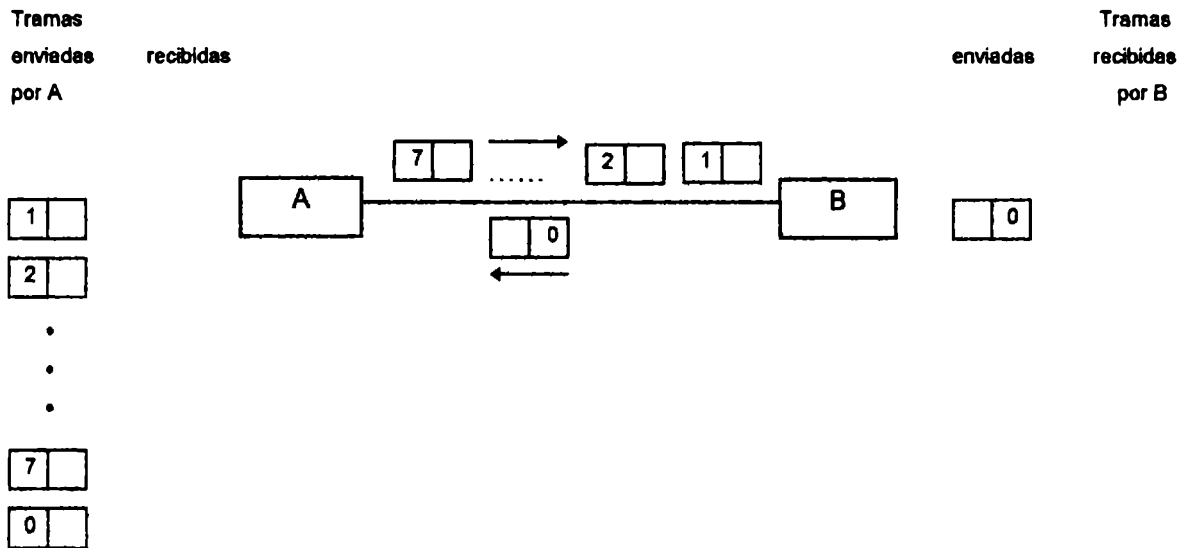 Tramas
enviadas recibidas
por A
Tramas
enviadas recibidas
por B
7 ...... 2 1
A B
1 0 0
2
7
0